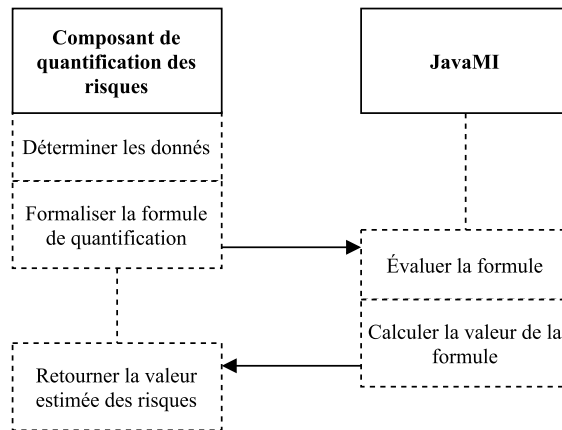 Composant de
quantification des
risques
JavaMI
Déterminer les donnés
Formaliser la formule
de quantification
Évaluer la formule
Calculer la valeur de la
formule
Retourner la valeur
estimée des risques